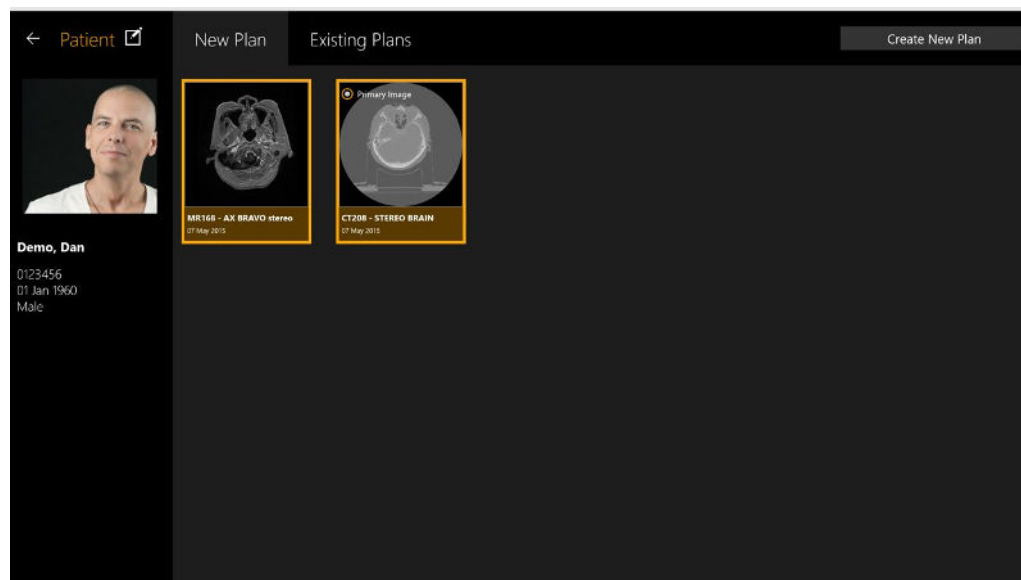 Patient
New Plan
Existing Plans
Create New Plan
Primary Image
MR168 - AX BRAVO stereo
07 May 2015
CT208 - STEREO BRAIN
07 May 2015
Demo, Dan
0123456
01 Jan 1960
Male